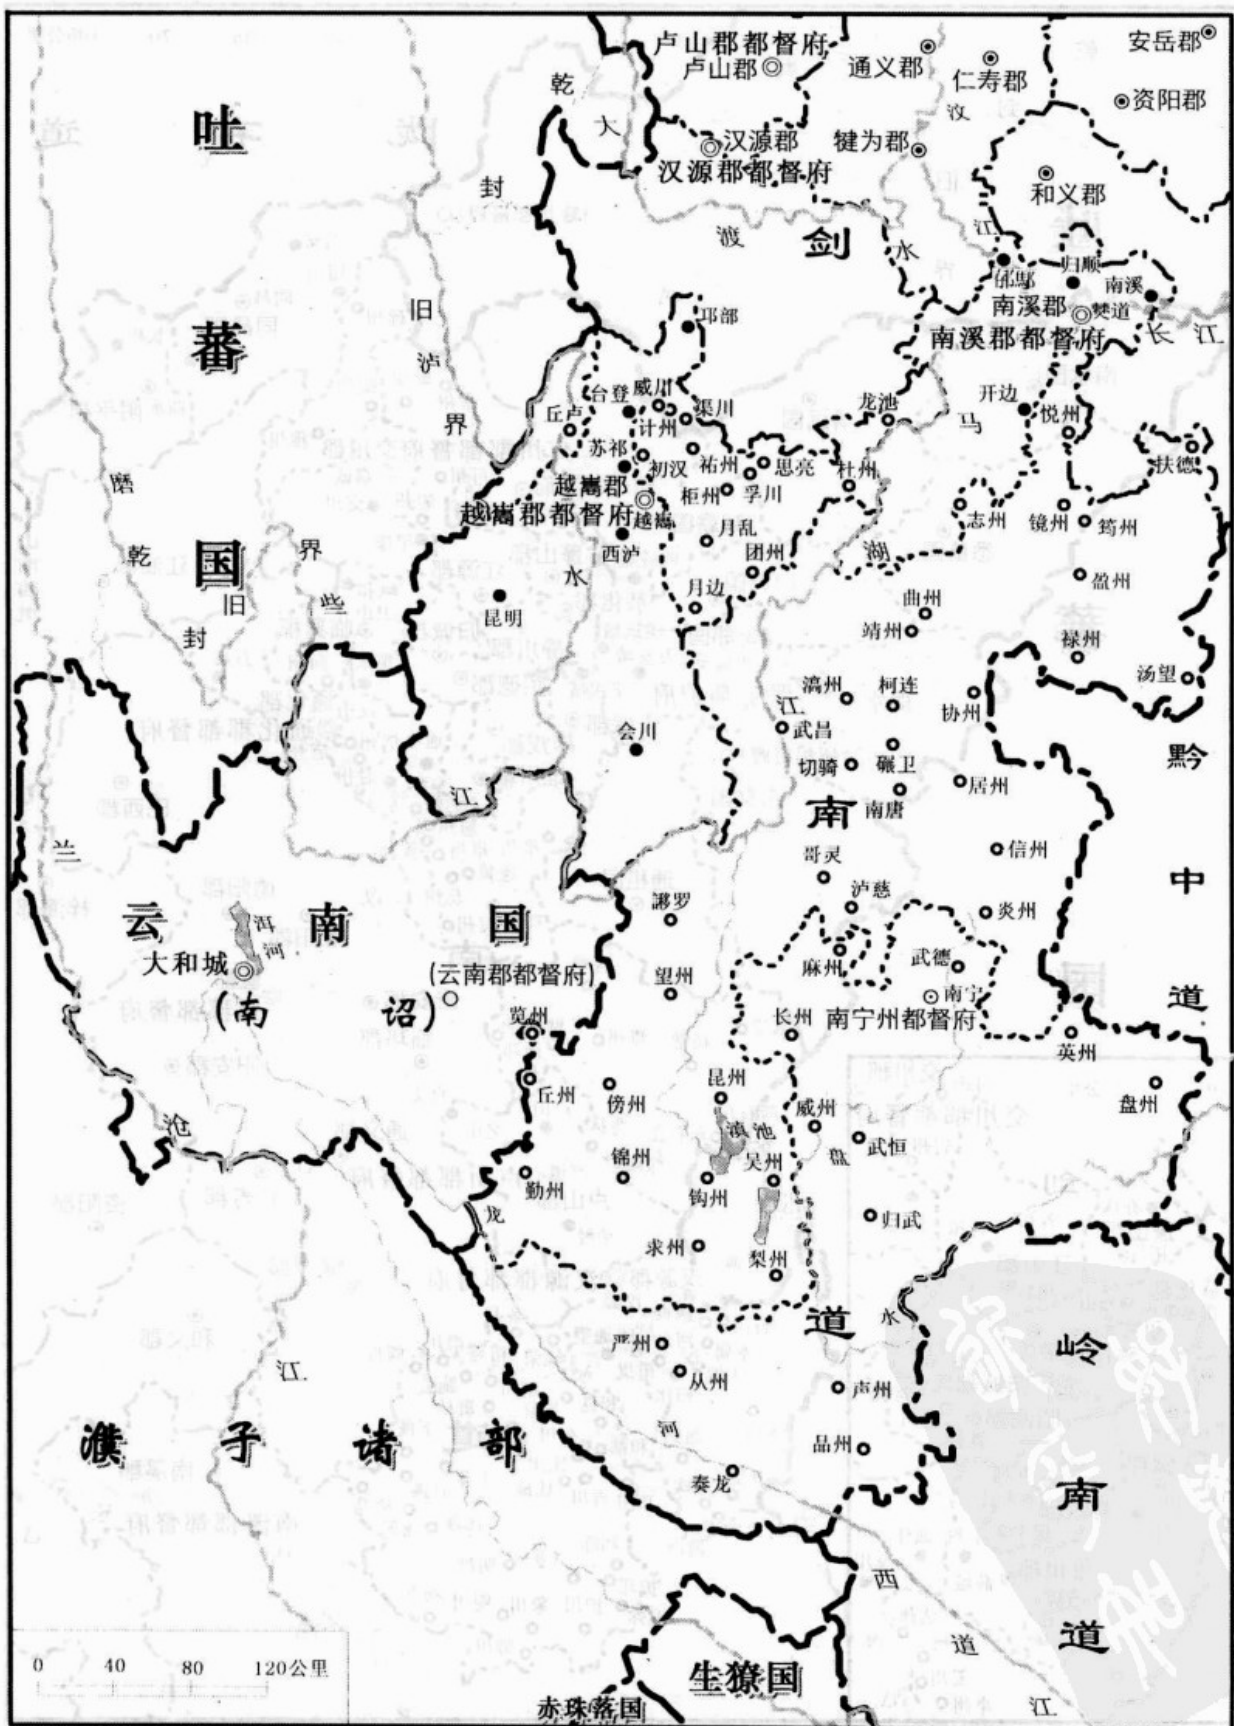 卢山郡都督府
卢山郡
通义郡
仁寿郡
安岳郡
资阳郡
汉源郡
汉源郡都督府
犍为郡
和义郡
吐
蕃
国
乾
封
旧
泸
界
大
渡
水
汶
江
剑
南
道
归顺
南溪
南溪郡
僰道
南溪郡都督府
长江
马
湖
江
邛部
台登
威川
计州
渠川
丘卢
苏祁
初汉
祐州
思亮
孚川
柜州
越嶲郡
越嶲
越嶲郡都督府
西泸
月乱
团州
月边
水
昆明
会川
江
龙池
杜州
开边
悦州
扶德
志州
镜州
筠州
盈州
曲州
靖州
禄州
汤望
滈州
柯连
协州
武昌
切骑
碾卫
南唐
居州
哥灵
信州
泸慈
炎州
麻州
武德
南宁
南宁州都督府
长州
英州
盘州
磨
些
乾
封
旧
界
兰
沧
江
云南国
洱河
大和城
(南诏)
(云南郡都督府)
览州
丘州
望州
傍州
昆州
滇池
威州
武恒
盘
水
锦州
勤州
钩州
吴州
归武
求州
梨州
龙
河
严州
从州
声州
品州
奏龙
濮子诸部
黔中道
岭南道
西
道
江
生獠国
赤珠落国
0 40 80 120公里